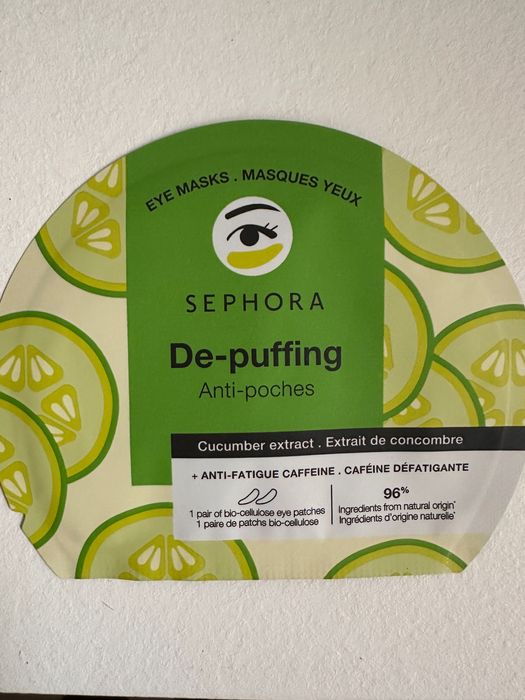 EYE MASKS . MASQUES YEUX
SEPHORA
De-puffing
Anti-poches
Cucumber extract . Extrait de concombre
+ ANTI-FATIGUE CAFFEINE . CAFÉINE DÉFATIGANTE
1 pair of bio-cellulose eye patches
1 paire de patchs bio-cellulose
96%
Ingredients from natural origin*
Ingrédients d'origine naturelle*